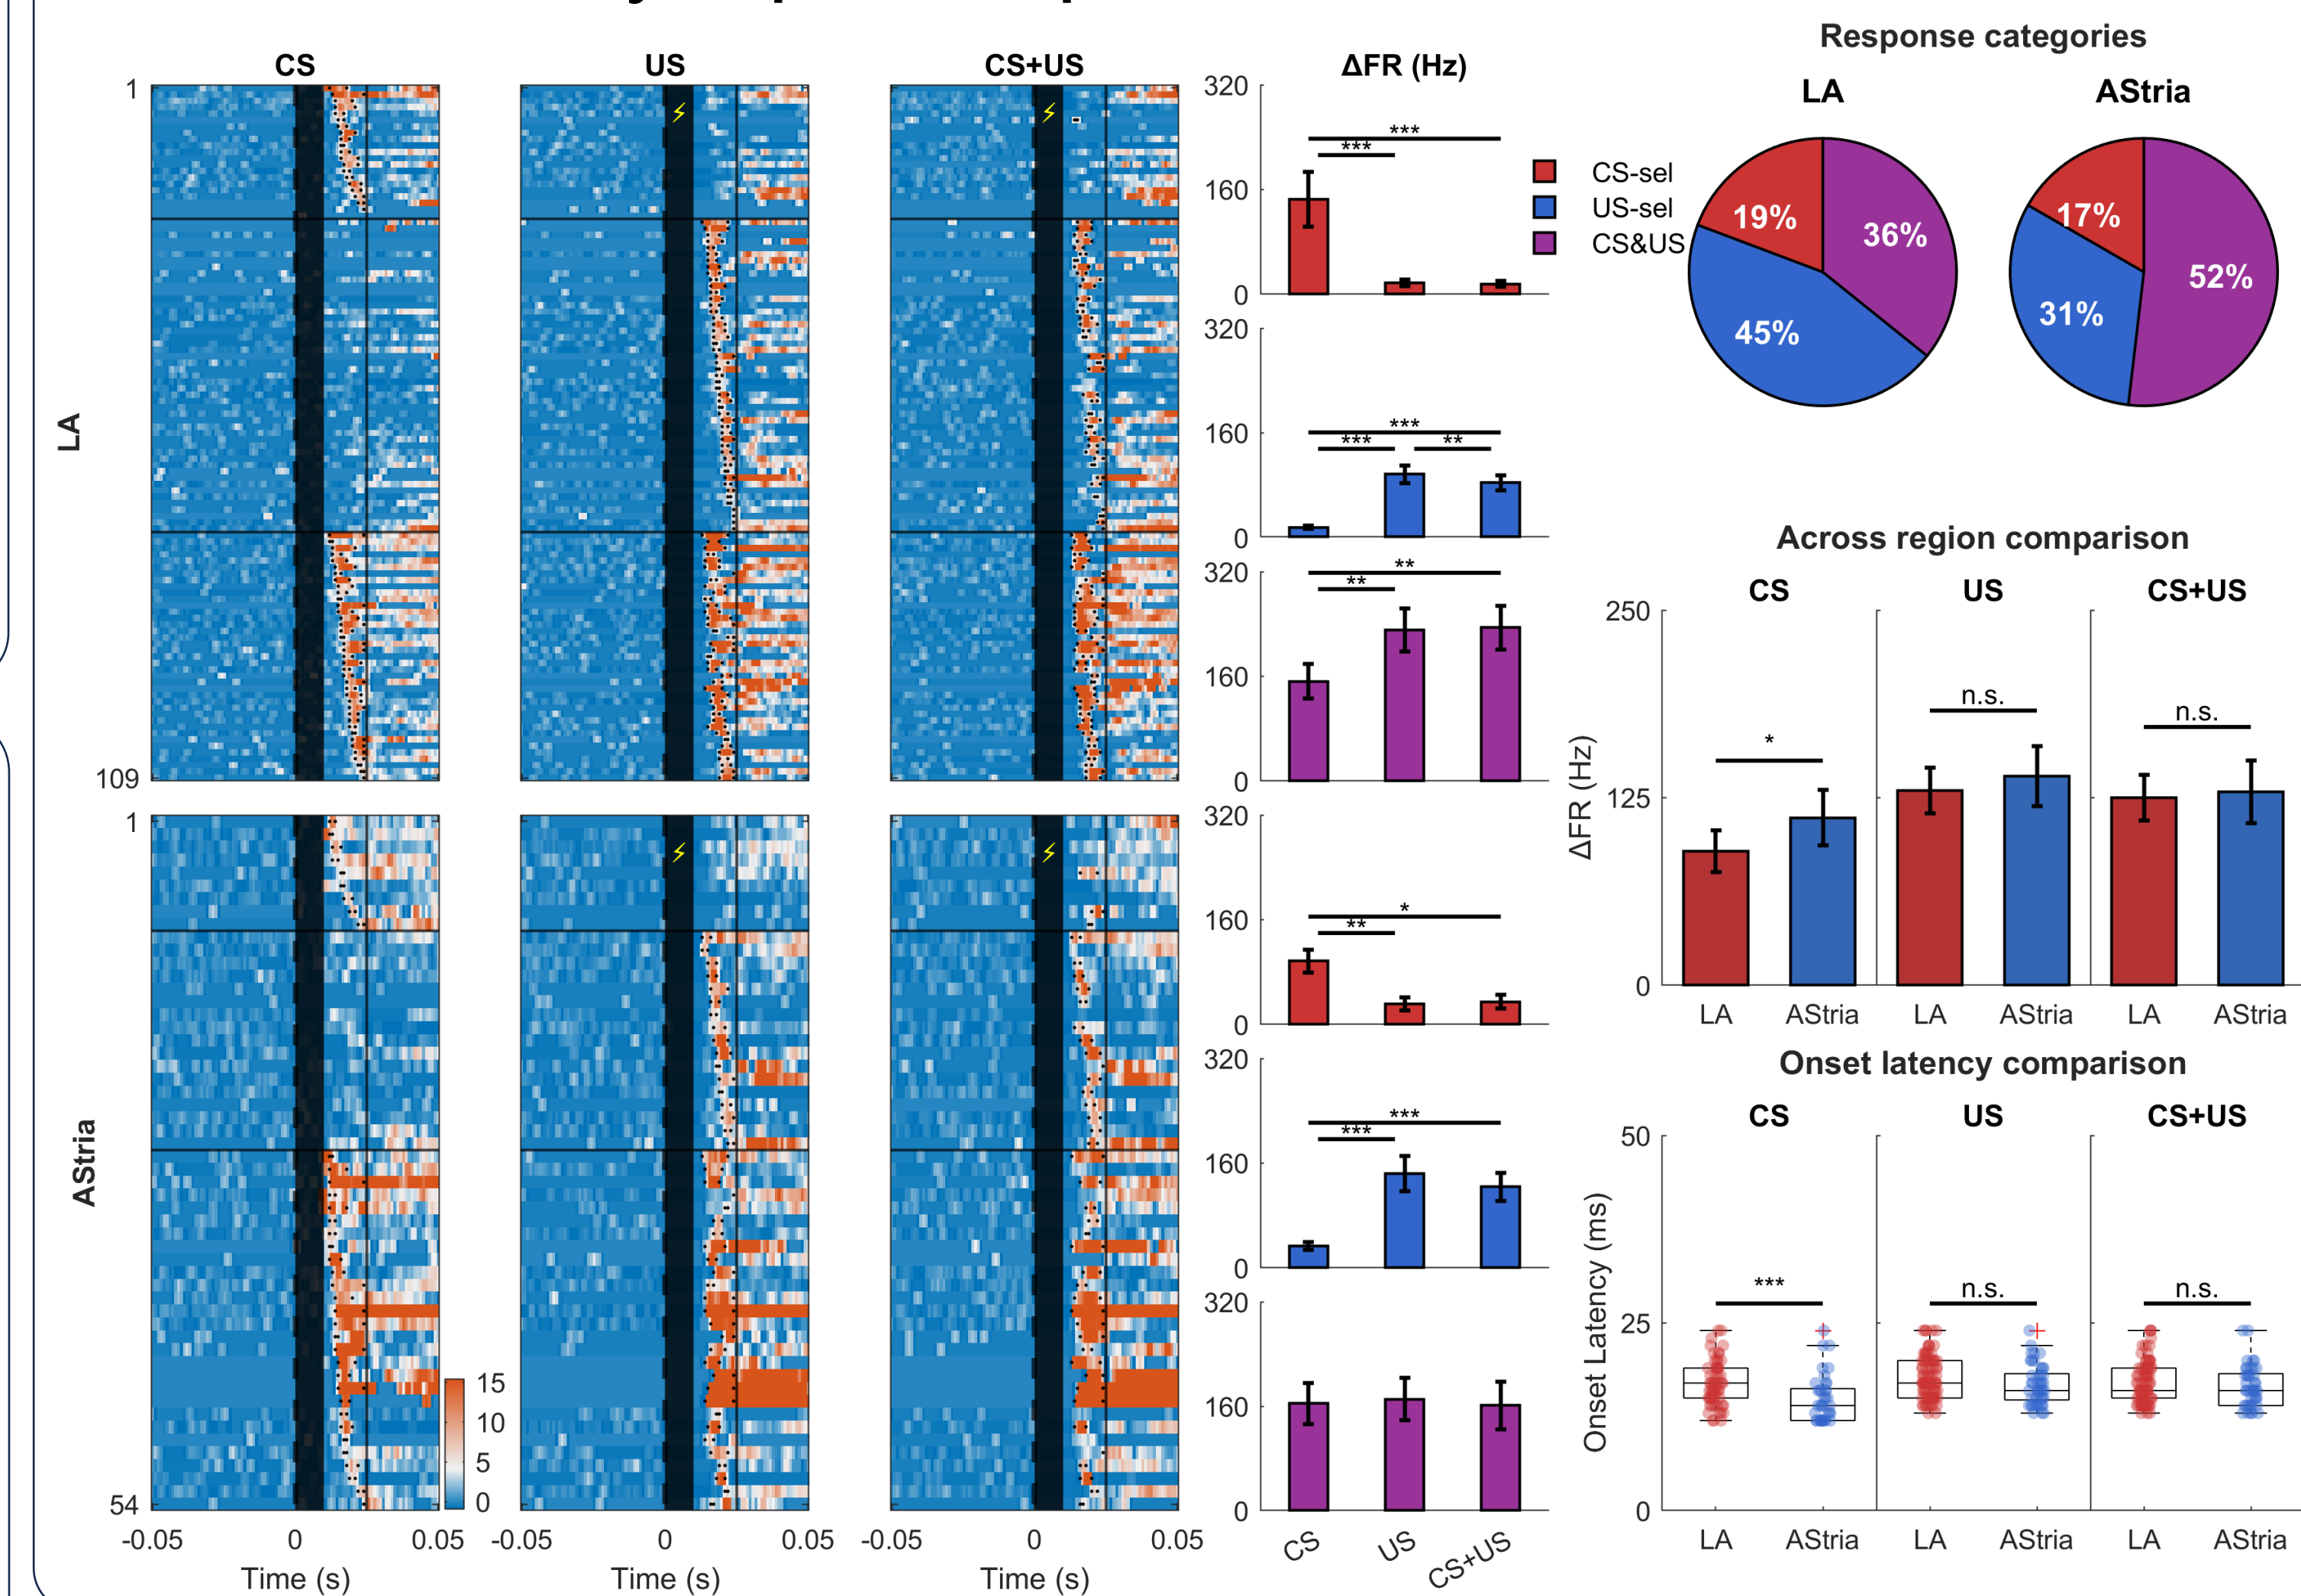 CS
US
CS+US
ΔFR (Hz)
Response categories
LA
AStria
CS-sel
US-sel
CS&US
19%
36%
45%
17%
52%
31%
LA
1
109
AStria
1
54
15
10
5
0
-0.05
0
0.05
-0.05
0
0.05
-0.05
0
0.05
Time (s)
Time (s)
Time (s)
320
160
0
***
***
320
160
0
***
***
**
320
160
0
**
**
320
160
0
*
**
320
160
0
***
***
320
160
0
CS
US
CS+US
Across region comparison
CS
US
CS+US
ΔFR (Hz)
250
125
0
*
n.s.
n.s.
LA
AStria
LA
AStria
LA
AStria
Onset latency comparison
CS
US
CS+US
Onset Latency (ms)
50
25
0
***
n.s.
n.s.
LA
AStria
LA
AStria
LA
AStria